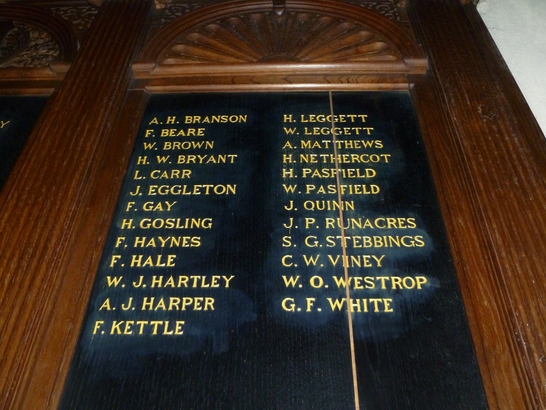 A. H. BRANSON
F. BEARE
W. BROWN
H. W. BRYANT
L. CARR
J. EGGLETON
F. GAY
H. GOSLING
F. HAYNES
F. HALE
W. J. HARTLEY
A. J. HARPER
F. KETTLE
H. LEGGETT
W. LEGGETT
A. MATTHEWS
H. NETHERCOT
H. PASFIELD
W. PASFIELD
J. QUINN
J. P. RUNACRES
S. G. STEBBINGS
C. W. VINEY
W. O. WESTROP
G. F. WHITE